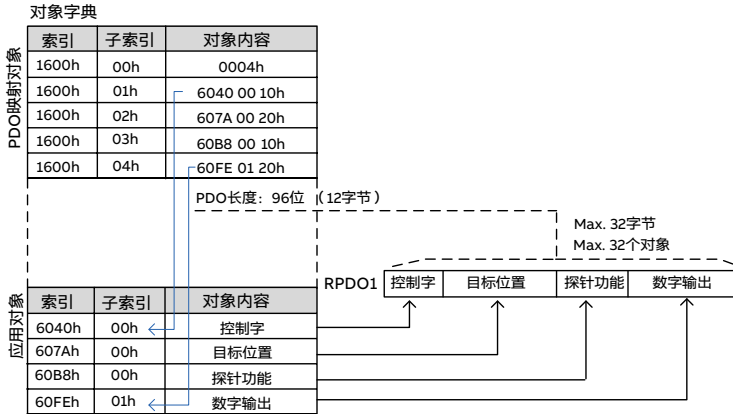 对象字典
索引 子索引 对象内容
PDO映射对象
1600h 00h 0004h
1600h 01h 6040 00 10h
1600h 02h 607A 00 20h
1600h 03h 60B8 00 10h
1600h 04h 60FE 01 20h
PDO长度：96位 （12字节）
Max. 32字节
Max. 32个对象
RPDO1 控制字 目标位置 探针功能 数字输出
应用对象
索引 子索引 对象内容
6040h 00h 控制字
607Ah 00h 目标位置
60B8h 00h 探针功能
60FEh 01h 数字输出